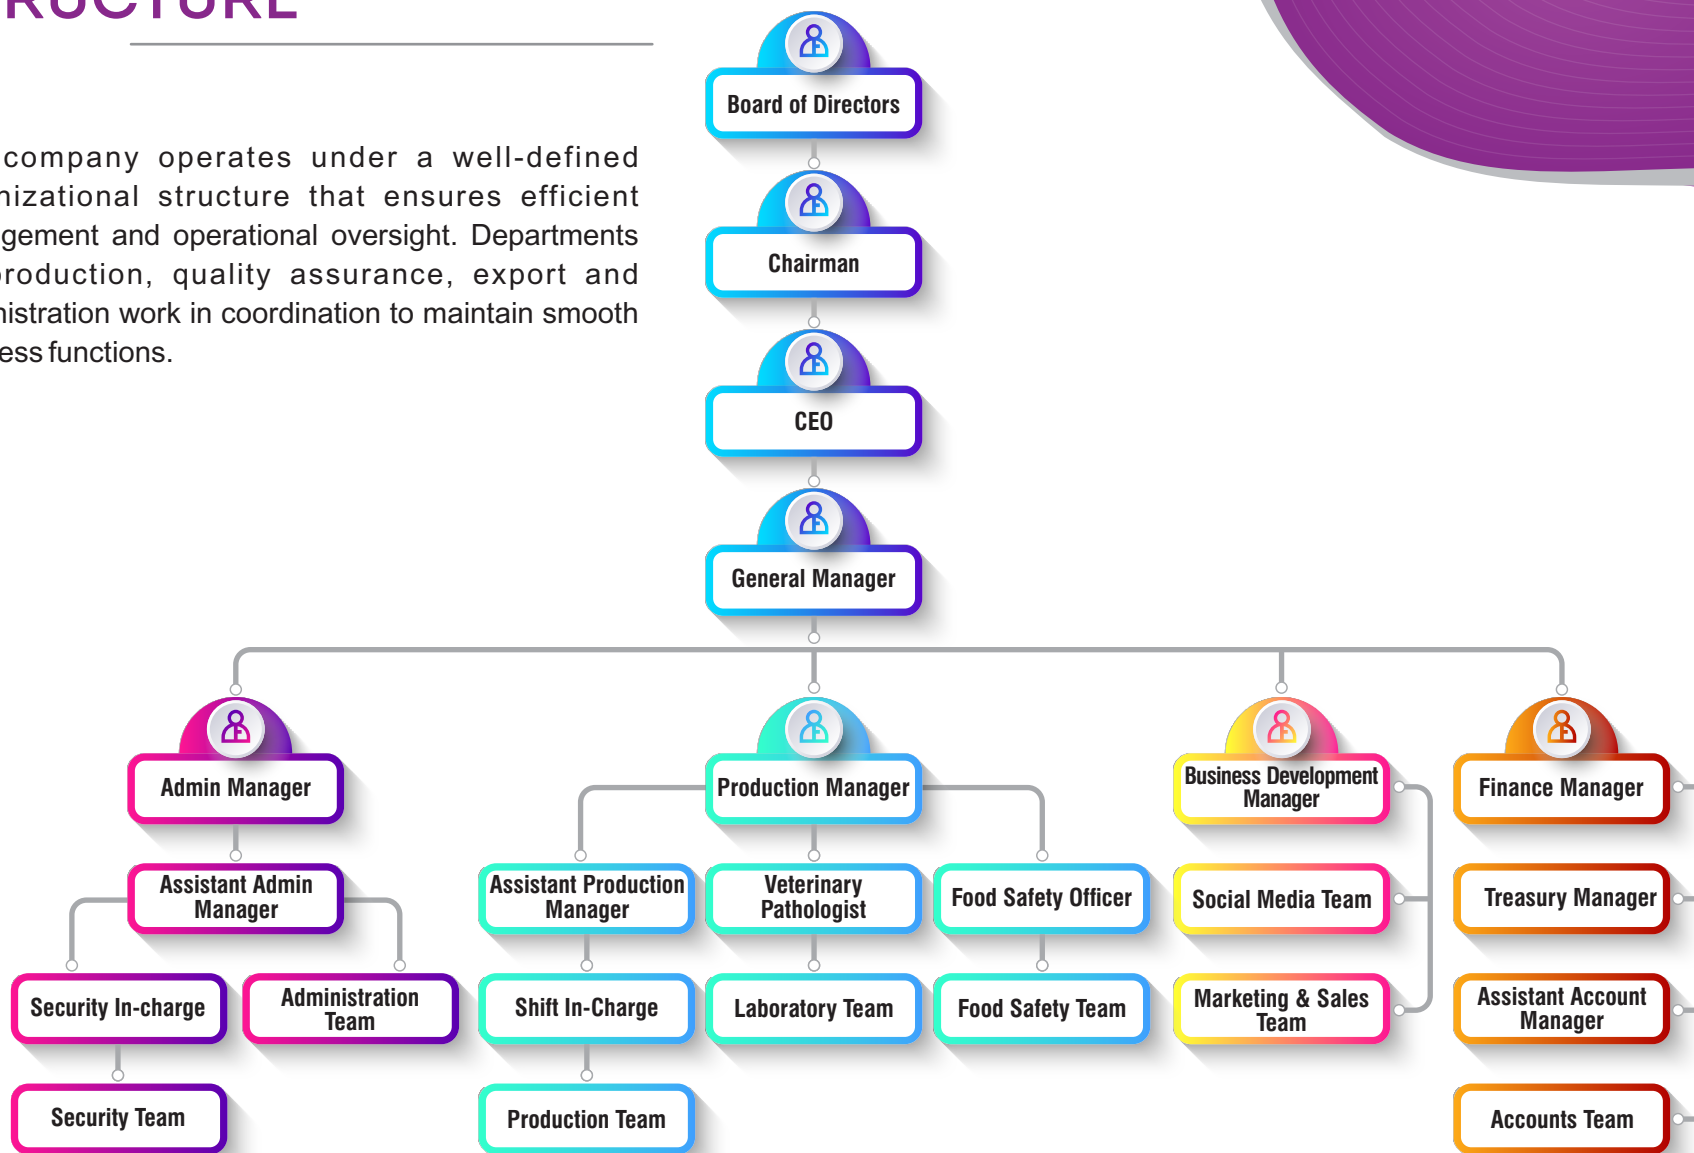 RUCTURE
company operates under a well-defined
nizational structure that ensures efficient
gement and operational oversight. Departments
production, quality assurance, export and
nistration work in coordination to maintain smooth
ess functions.
Board of Directors
Chairman
CEO
General Manager
Admin Manager
Production Manager
Business Development
Manager
Finance Manager
Assistant Admin
Manager
Assistant Production
Manager
Veterinary
Pathologist
Food Safety Officer
Social Media Team
Treasury Manager
Security In-charge
Administration
Team
Shift In-Charge
Laboratory Team
Food Safety Team
Marketing & Sales
Team
Assistant Account
Manager
Security Team
Production Team
Accounts Team